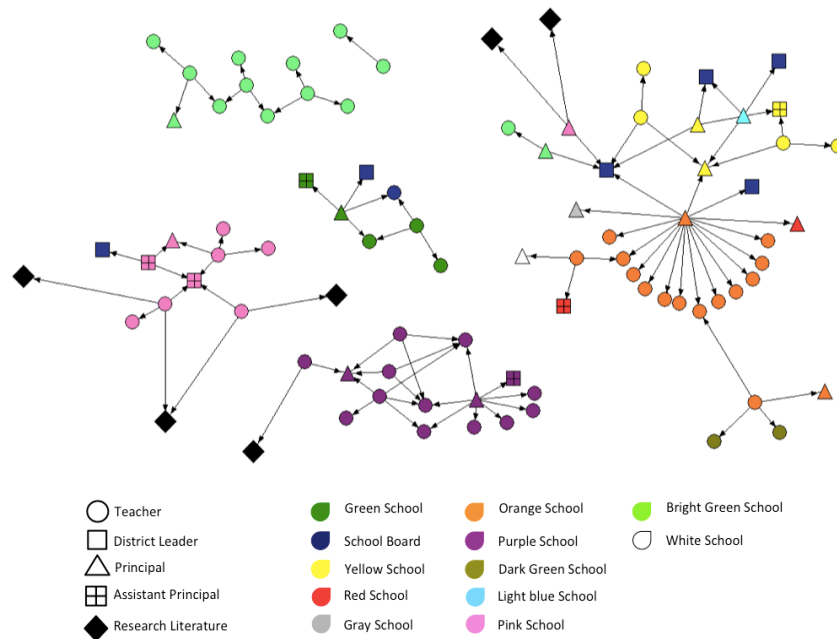 Teacher
District Leader
Principal
Assistant Principal
Research Literature
Green School
School Board
Yellow School
Red School
Gray School
Orange School
Purple School
Dark Green School
Light blue School
Pink School
Bright Green School
White School